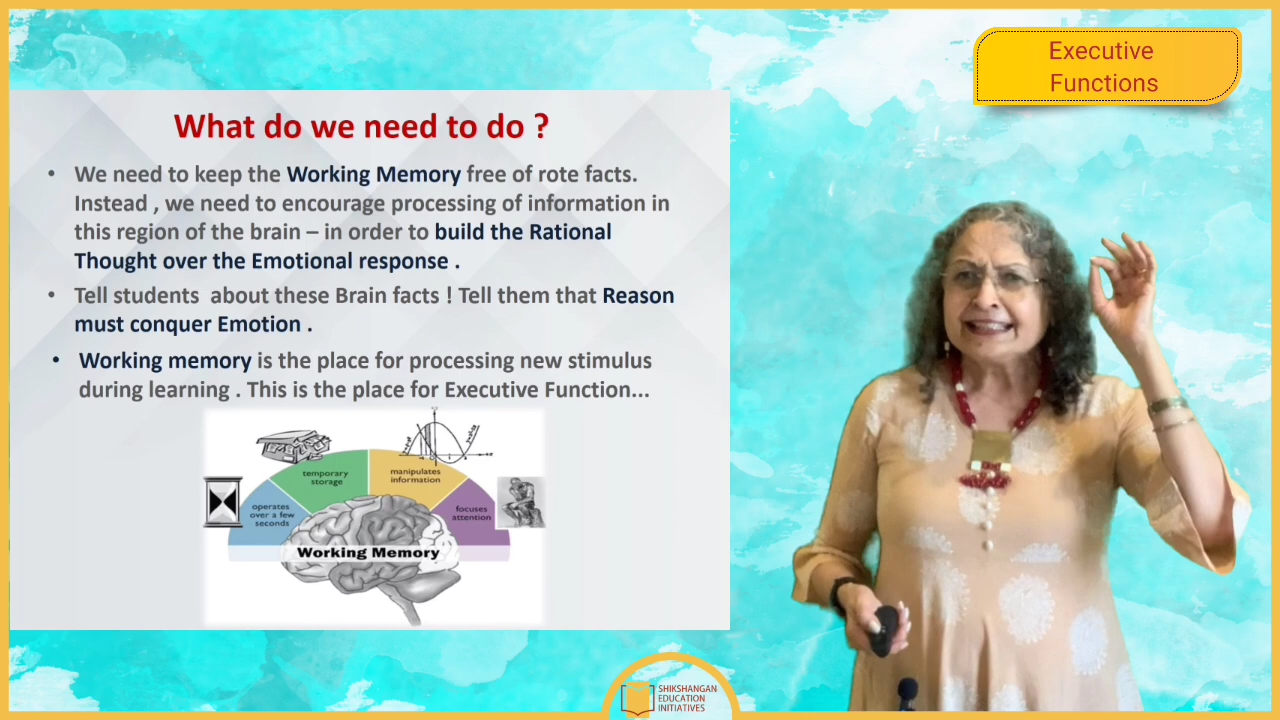 Executive
Functions
What do we need to do ?
• We need to keep the Working Memory free of rote facts.
Instead , we need to encourage processing of information in
this region of the brain – in order to build the Rational
Thought over the Emotional response .
• Tell students  about these Brain facts ! Tell them that Reason
must conquer Emotion .
• Working memory is the place for processing new stimulus
during learning . This is the place for Executive Function...
temporary
storage
manipulates
information
operates
over a few
seconds
focuses
attention
Working Memory
SHIKSHANGAN
EDUCATION
INITIATIVES